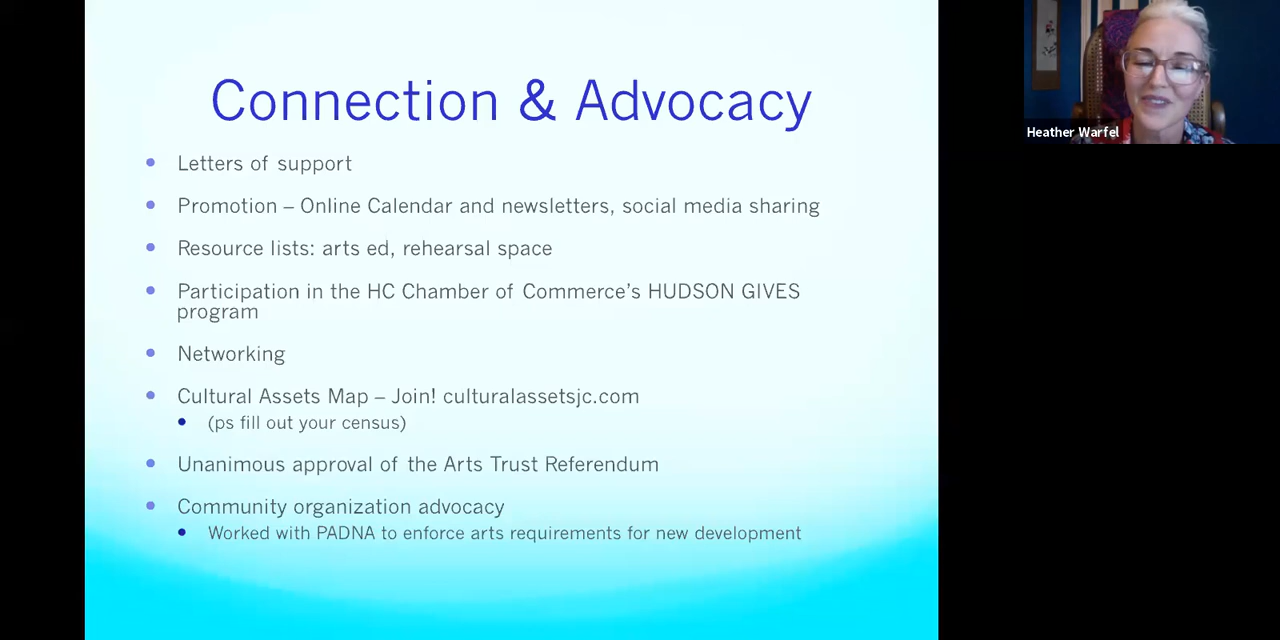 Connection & Advocacy
Heather Warfel
• Letters of support
• Promotion – Online Calendar and newsletters, social media sharing
• Resource lists: arts ed, rehearsal space
• Participation in the HC Chamber of Commerce's HUDSON GIVES
program
• Networking
• Cultural Assets Map – Join! culturalassetsjc.com
• (ps fill out your census)
• Unanimous approval of the Arts Trust Referendum
• Community organization advocacy
• Worked with PADNA to enforce arts requirements for new development